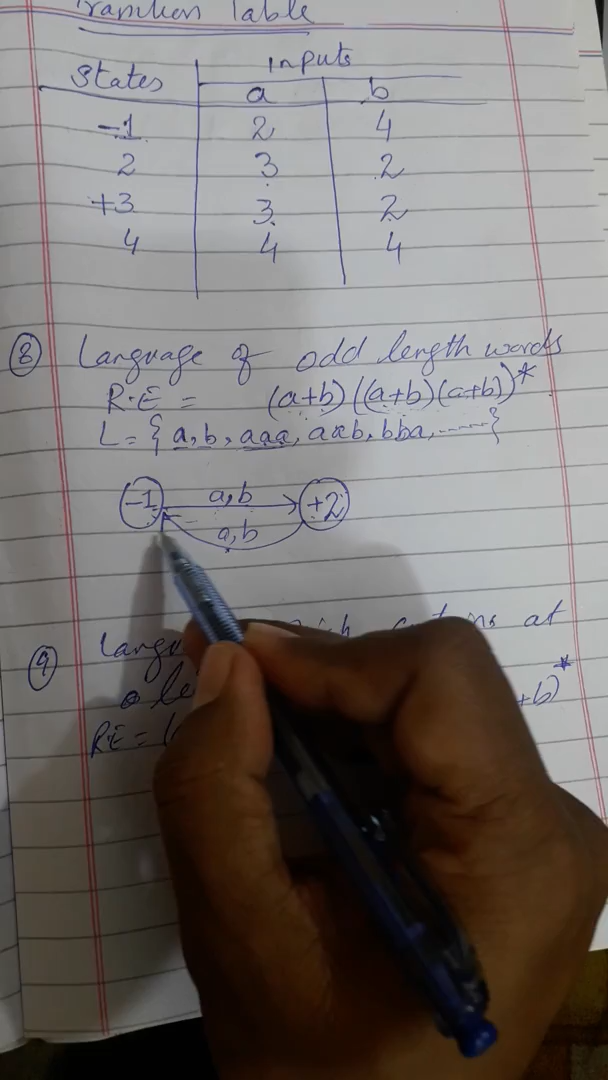 Transition Table
States Inputs
a b
-1 2 4
2 3 2
+3 3 2
4 4 4
8 Language of odd length words
R.E = (a+b)((a+b)(a+b))*
L = {a, b, aaa, aab, bba, ------}
-1 a,b +2
a,b
9 at
+b)*
RE =